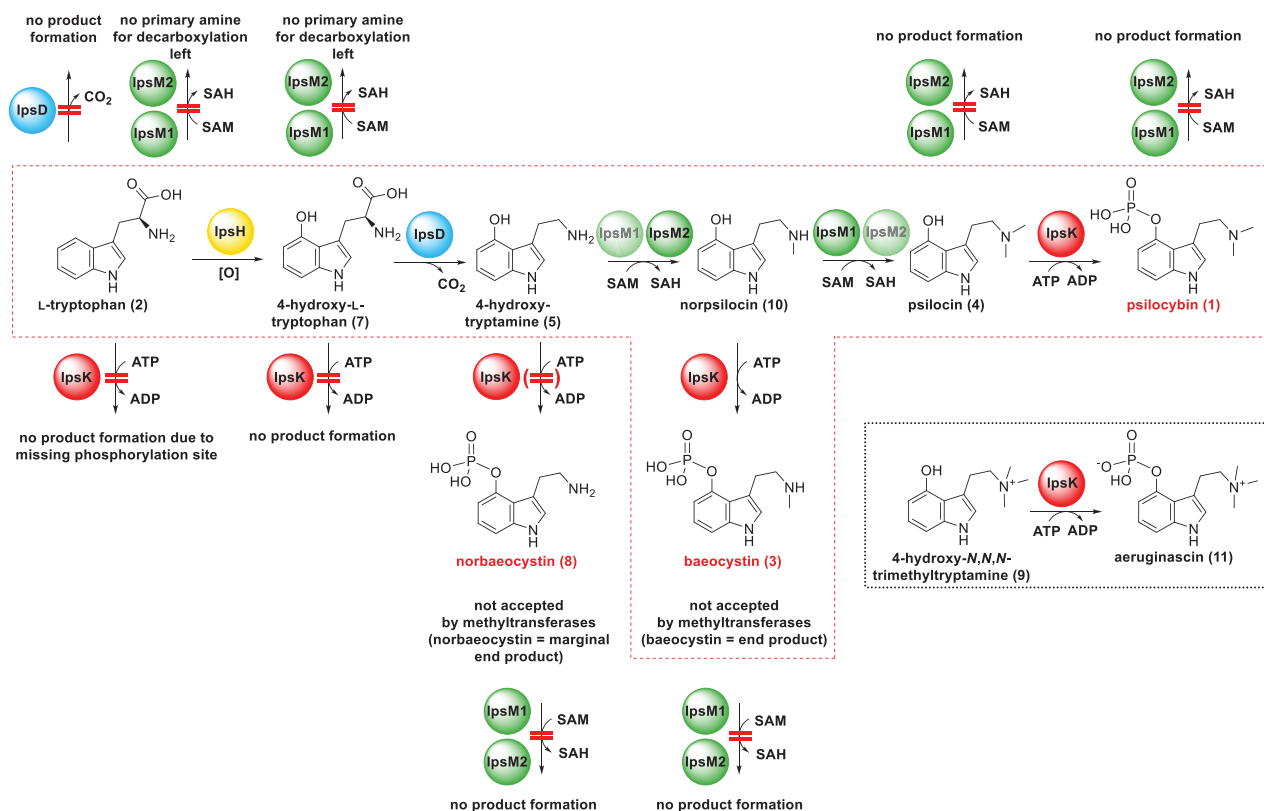 no product
formation
no primary amine
for decarboxylation
left
no primary amine
for decarboxylation
left
no product formation
no product formation
IpsD
CO2
IpsM2
SAH
IpsM1
SAM
IpsM2
SAH
IpsM1
SAM
IpsM2
SAH
IpsM1
SAM
IpsM2
SAH
IpsM1
SAM
O
OH
NH2
N
H
L-tryptophan (2)
IpsH
[O]
OH
O
OH
NH2
N
H
4-hydroxy-L-
tryptophan (7)
IpsD
CO2
OH
NH2
N
H
4-hydroxy-
tryptamine (5)
IpsM1
IpsM2
SAM
SAH
OH
NH
N
H
norpsilocin (10)
IpsM1
IpsM2
SAM
SAH
OH
N
N
H
psilocin (4)
IpsK
ATP
ADP
O
HO
P
HO
O
N
N
H
psilocybin (1)
IpsK
ATP
ADP
no product formation due to
missing phosphorylation site
IpsK
ATP
ADP
no product formation
IpsK
( )
ATP
ADP
O
HO
P
HO
O
NH2
N
H
norbaeocystin (8)
not accepted
by methyltransferases
(norbaeocystin = marginal
end product)
IpsK
ATP
ADP
O
HO
P
HO
O
NH
N
H
baeocystin (3)
not accepted
by methyltransferases
(baeocystin = end product)
OH
N+
N
H
4-hydroxy-N,N,N-
trimethyltryptamine (9)
IpsK
ATP
ADP
O
-O
P
HO
O
N+
N
H
aeruginascin (11)
IpsM1
SAM
IpsM2
SAH
no product formation
IpsM1
SAM
IpsM2
SAH
no product formation